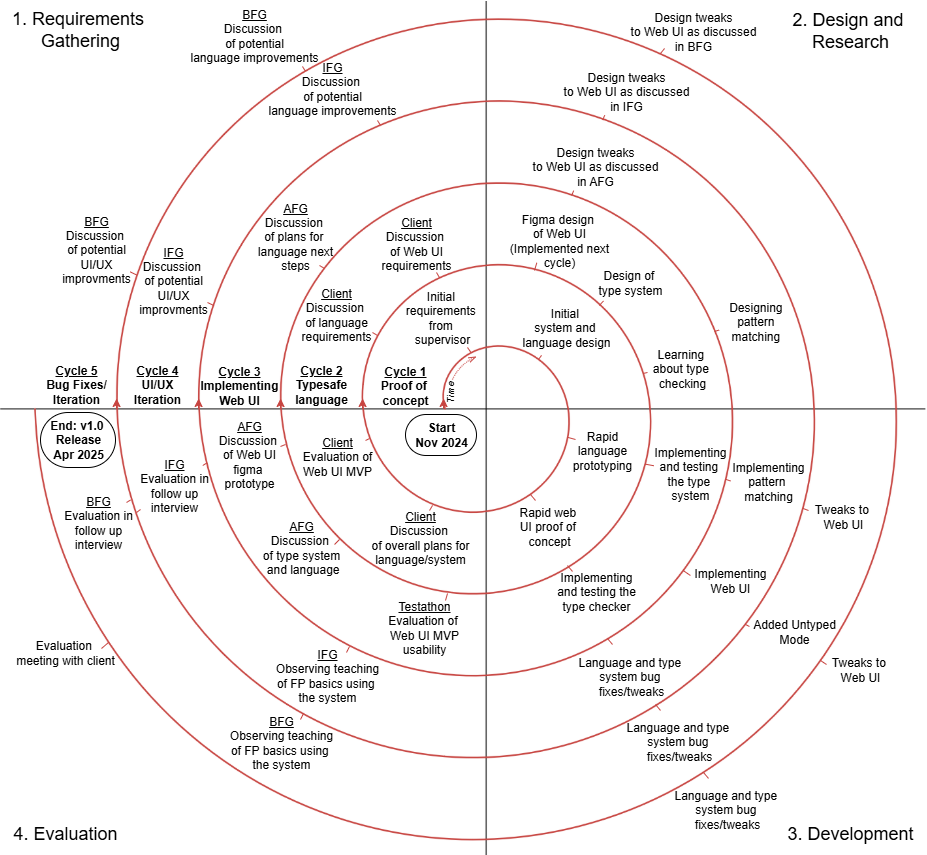 1. Requirements
Gathering
2. Design and
Research
BFG
Discussion
of potential
language improvements
IFG
Discussion
of potential
language improvements
BFG
Discussion
of potential
UI/UX
improvments
IFG
Discussion
of potential
UI/UX
improvments
AFG
Discussion
of plans for
language next
steps
Client
Discussion
of Web UI
requirements
Client
Discussion
of language
requirements
Initial
requirements
from
supervisor
Time
Design tweaks
to Web UI as discussed
in BFG
Design tweaks
to Web UI as discussed
in IFG
Design tweaks
to Web UI as discussed
in AFG
Figma design
of Web UI
(Implemented next
cycle)
Design of
type system
Initial
system and
language design
Designing
pattern
matching
Learning
about type
checking
Cycle 5
Bug Fixes/
Iteration
Cycle 4
UI/UX
Iteration
Cycle 3
Implementing
Web UI
Cycle 2
Typesafe
language
Cycle 1
Proof of
concept
End: v1.0
Release
Apr 2025
Start
Nov 2024
Rapid
language
prototyping
Rapid web
UI proof of
concept
Implementing
and testing
the type
system
Implementing
and testing the
type checker
Implementing
pattern
matching
Implementing
Web UI
Language and type
system bug
fixes/tweaks
Tweaks to
Web UI
Added Untyped
Mode
Language and type
system bug
fixes/tweaks
Tweaks to
Web UI
Language and type
system bug
fixes/tweaks
Client
Evaluation of
Web UI MVP
Client
Discussion
of overall plans for
language/system
AFG
Discussion
of Web UI
figma
prototype
AFG
Discussion
of type system
and language
Testathon
Evaluation of
Web UI MVP
usability
IFG
Evaluation in
follow up
interview
IFG
Observing teaching
of FP basics using
the system
BFG
Evaluation in
follow up
interview
BFG
Observing teaching
of FP basics using
the system
Evaluation
meeting with client
4. Evaluation
3. Development